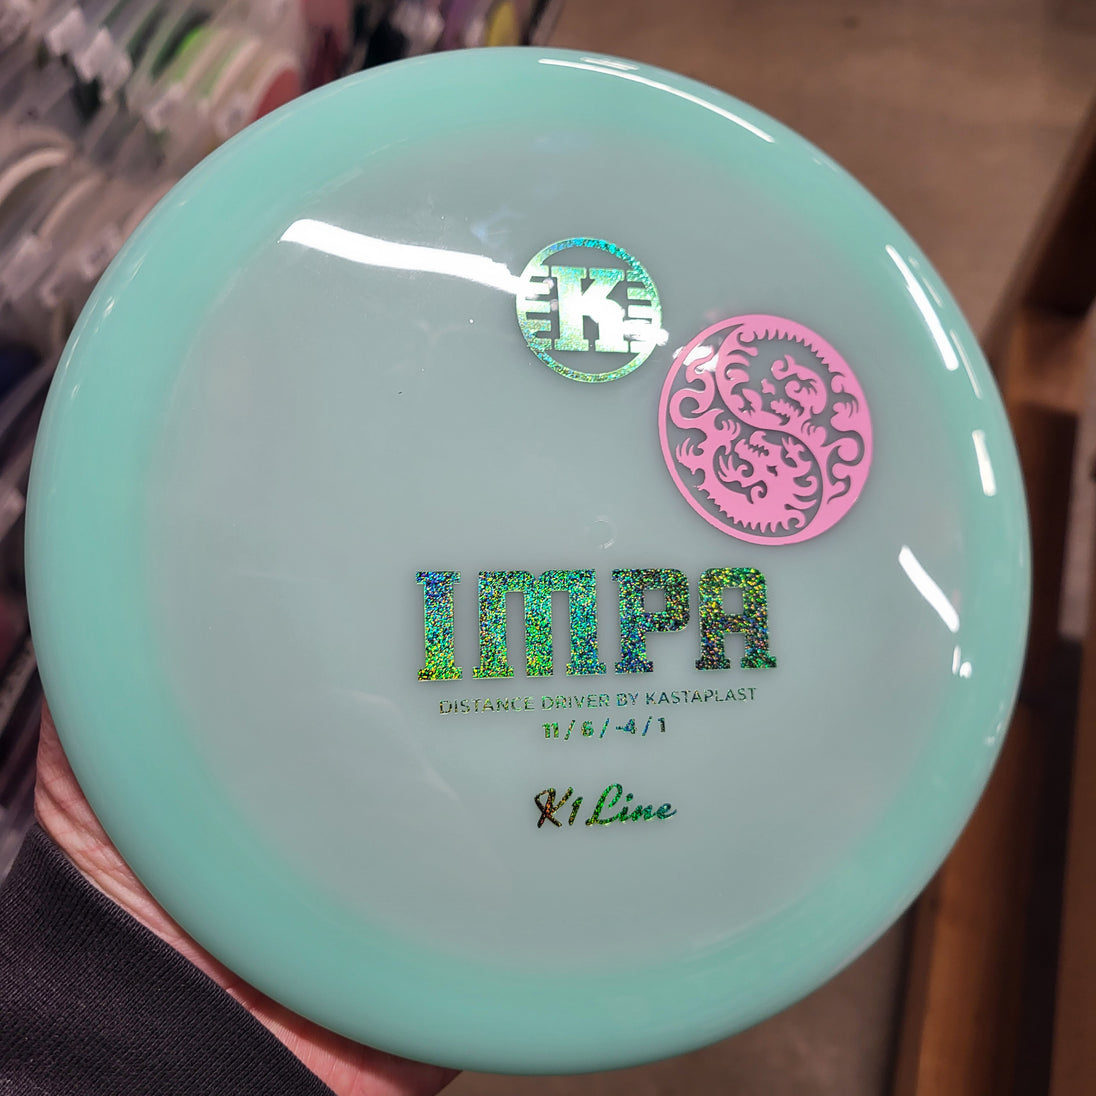 K
IMPA
DISTANCE DRIVER BY KASTAPLAST
11 / 6 / -4 / 1
K1 Line